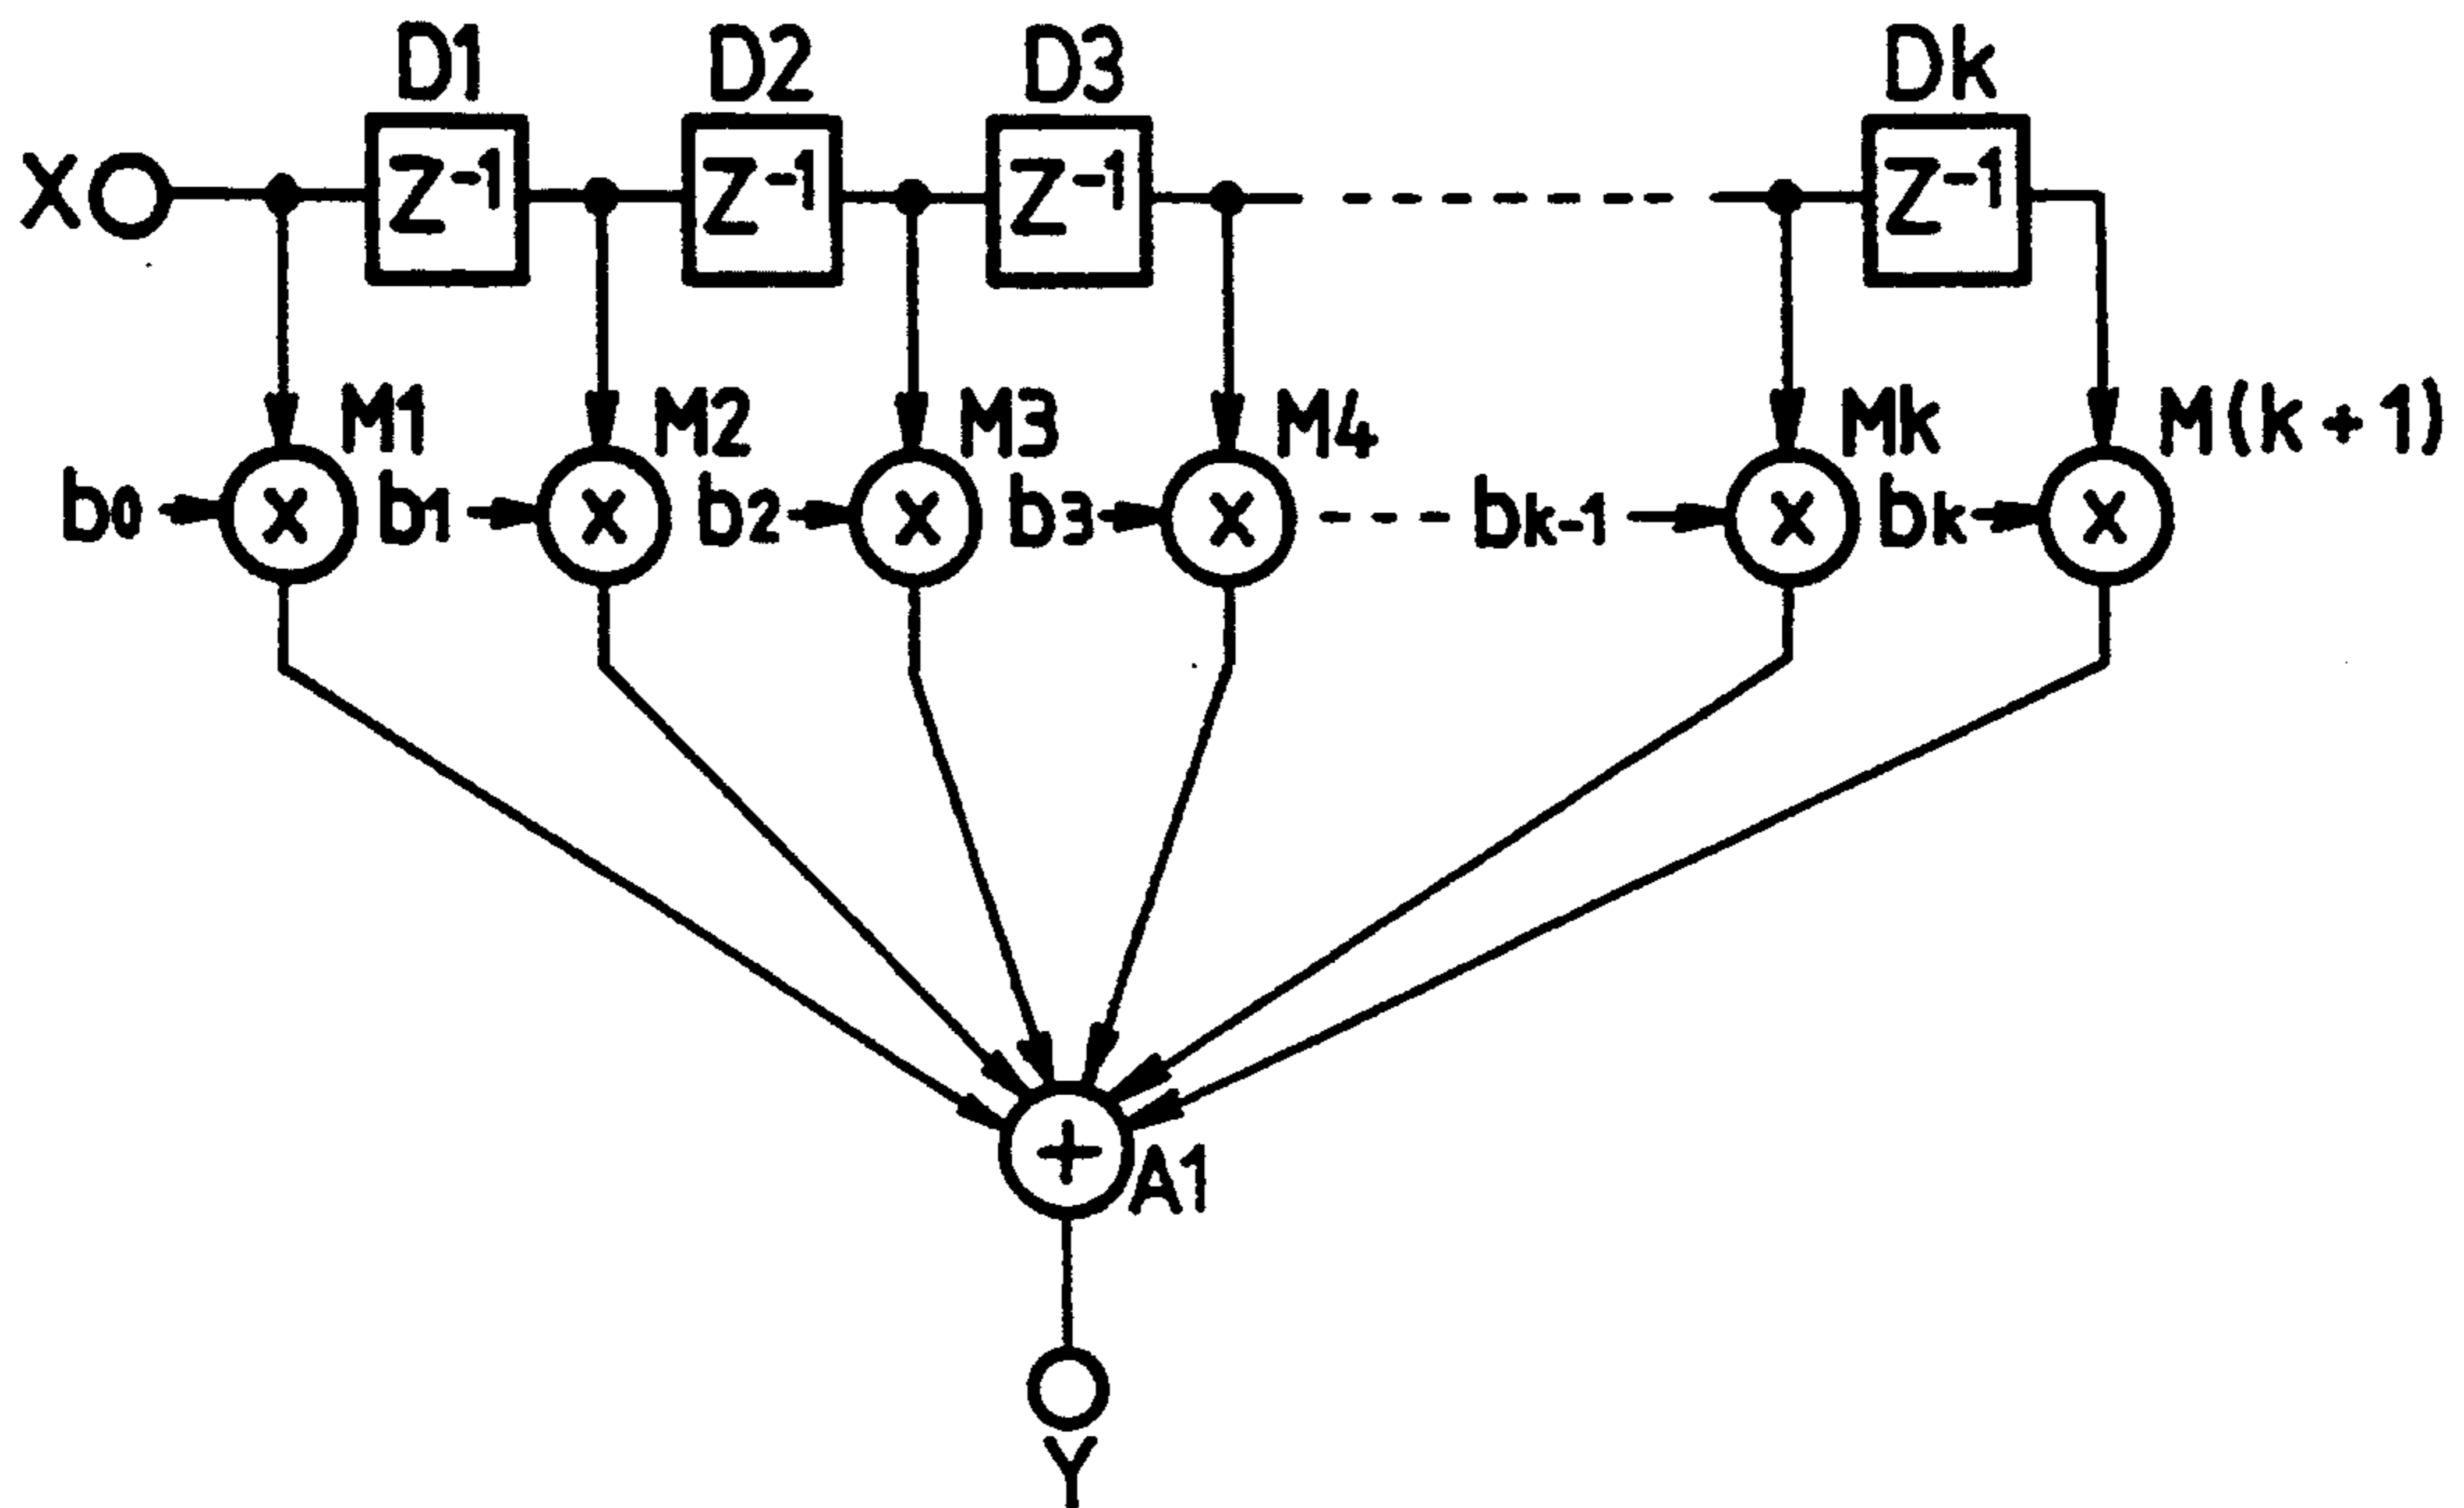 D1 D2 D3 Dk
X Z⁻¹ Z⁻¹ Z⁻¹ Z⁻¹
M1 M2 M3 M4 Mk M(k+1)
b0 X b1 X b2 X b3 X bk-1 X bk X
+ A1
Y